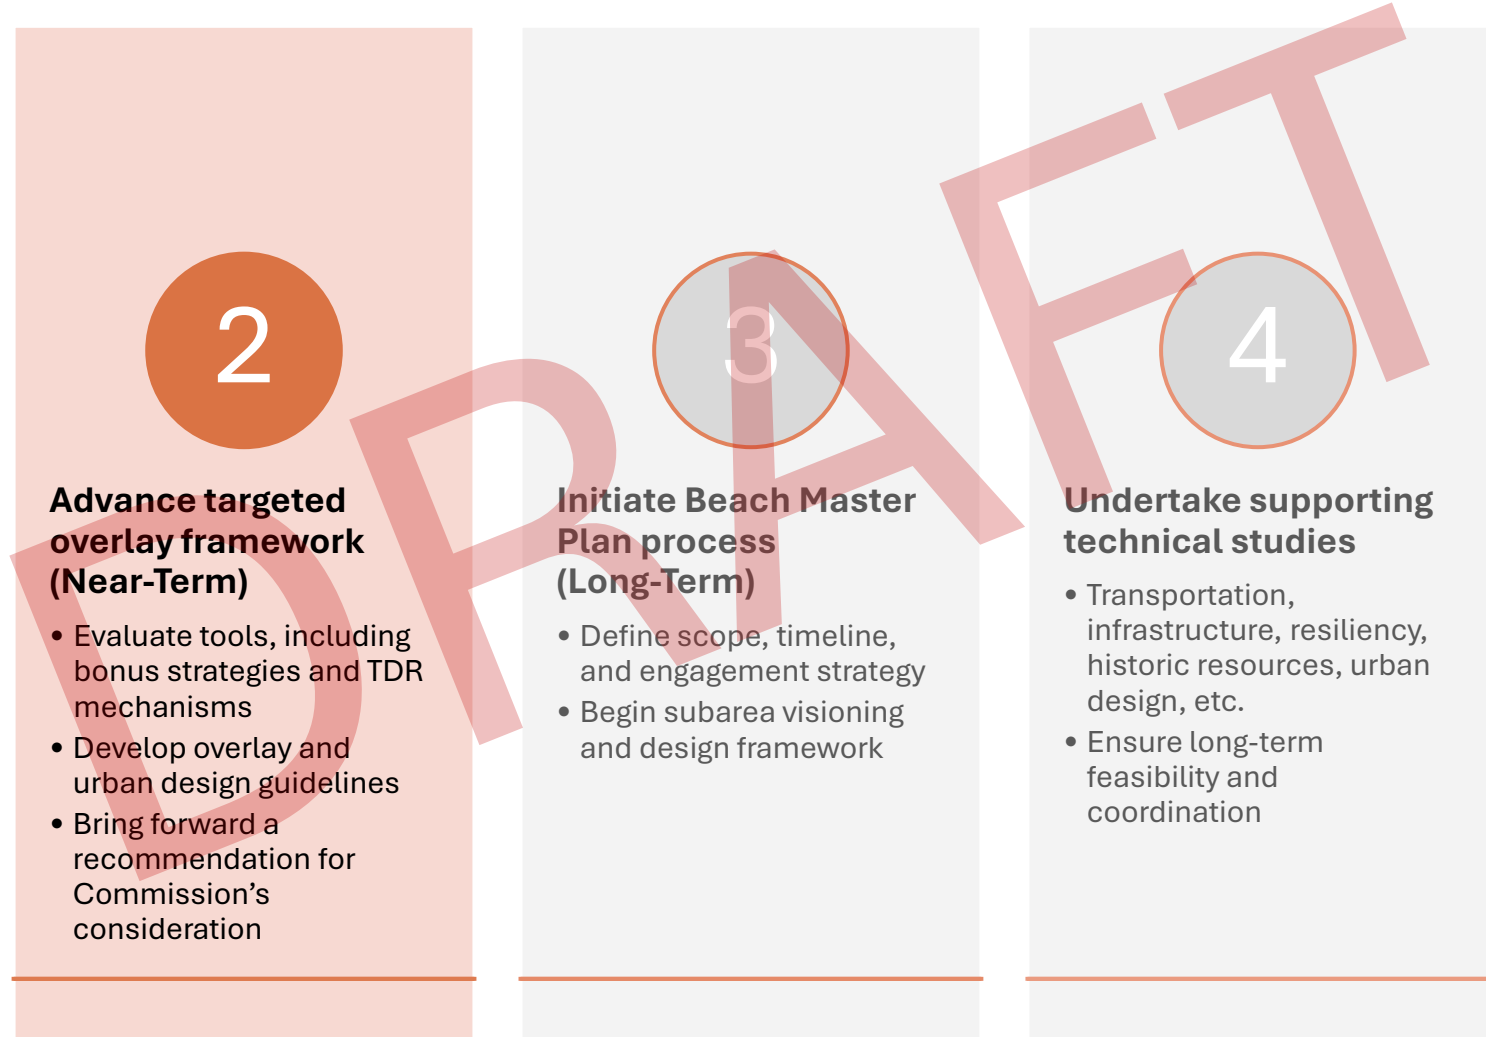 2
Advance targeted
overlay framework
(Near-Term)
• Evaluate tools, including
bonus strategies and TDR
mechanisms
• Develop overlay and
urban design guidelines
• Bring forward a
recommendation for
Commission’s
consideration
3
Initiate Beach Master
Plan process
(Long-Term)
• Define scope, timeline,
and engagement strategy
• Begin subarea visioning
and design framework
4
Undertake supporting
technical studies
• Transportation,
infrastructure, resiliency,
historic resources, urban
design, etc.
• Ensure long-term
feasibility and
coordination
DRAFT